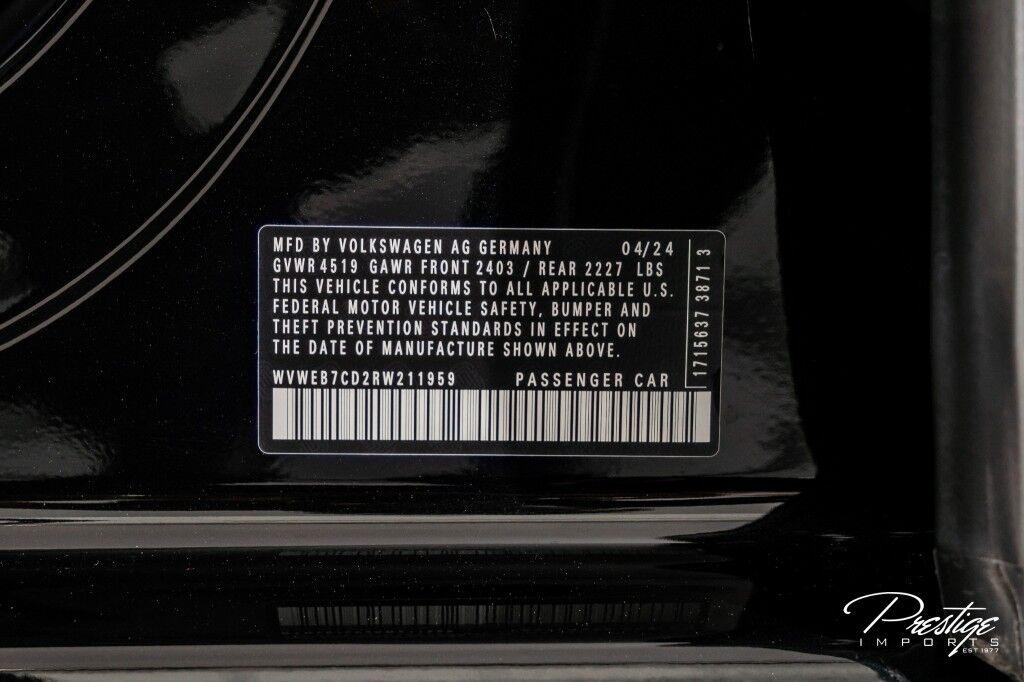 MFD BY VOLKSWAGEN AG GERMANY 04/24
GVWR 4519 GAWR FRONT 2403 / REAR 2227 LBS
THIS VEHICLE CONFORMS TO ALL APPLICABLE U.S.
FEDERAL MOTOR VEHICLE SAFETY, BUMPER AND
THEFT PREVENTION STANDARDS IN EFFECT ON
THE DATE OF MANUFACTURE SHOWN ABOVE.
WVWEB7CD2RW211959 PASSENGER CAR
1715637 3871 3
Prestige
IMPORTS
EST 1977